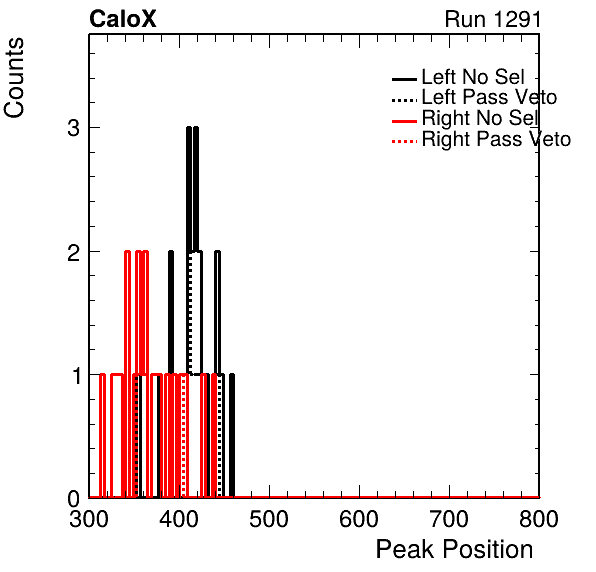 CaloX Run 1291
Counts
Left No Sel
Left Pass Veto
Right No Sel
Right Pass Veto
3
2
1
0
300 400 500 600 700 800
Peak Position